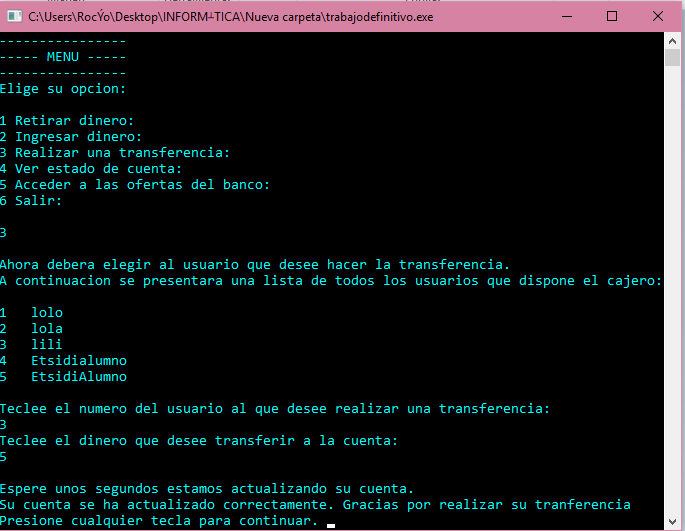 C:\Users\RocÝo\Desktop\INFORM┴TICA\Nueva carpeta\trabajodefinitivo.exe
----------------
----- MENU -----
----------------
Elige su opcion:
1 Retirar dinero:
2 Ingresar dinero:
3 Realizar una transferencia:
4 Ver estado de cuenta:
5 Acceder a las ofertas del banco:
6 Salir:
3
Ahora debera elegir al usuario que desee hacer la transferencia.
A continuacion se presentara una lista de todos los usuarios que dispone el cajero:
1 lolo
2 lola
3 lili
4 Etsidialumno
5 EtsidiAlumno
Teclee el numero del usuario al que desee realizar una transferencia:
3
Teclee el dinero que desee transferir a la cuenta:
5
Espere unos segundos estamos actualizando su cuenta.
Su cuenta se ha actualizado correctamente. Gracias por realizar su tranferencia
Presione cualquier tecla para continuar.